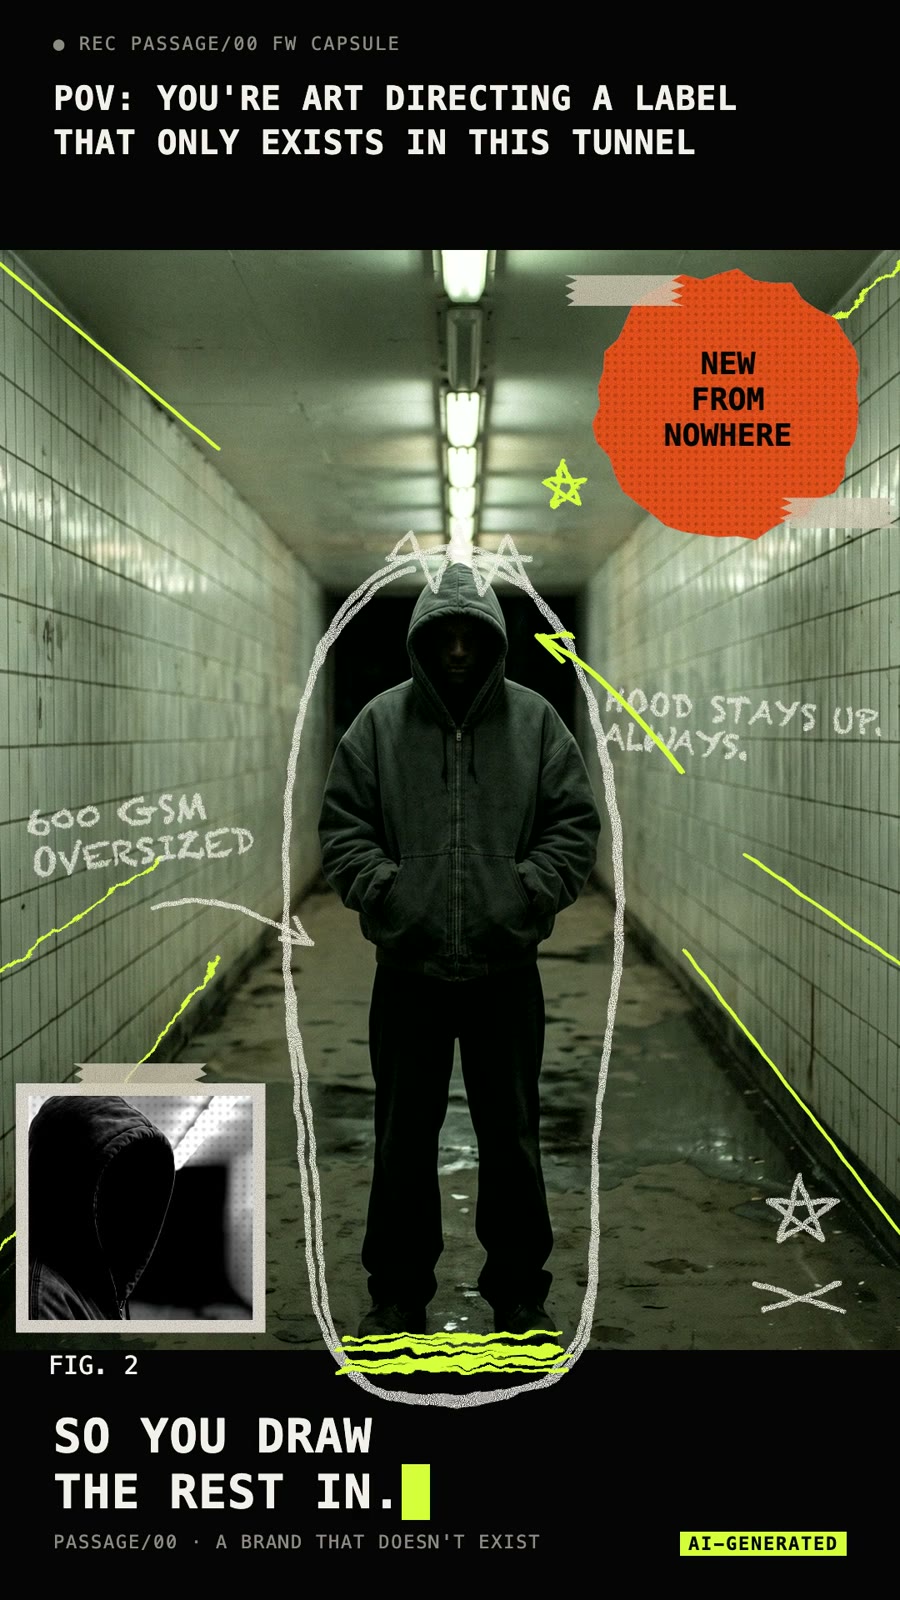 ● REC PASSAGE/00 FW CAPSULE
POV: YOU'RE ART DIRECTING A LABEL
THAT ONLY EXISTS IN THIS TUNNEL
NEW
FROM
NOWHERE
HOOD STAYS UP.
ALWAYS.
600 GSM
OVERSIZED
FIG. 2
SO YOU DRAW
THE REST IN.
PASSAGE/00 · A BRAND THAT DOESN'T EXIST
AI-GENERATED